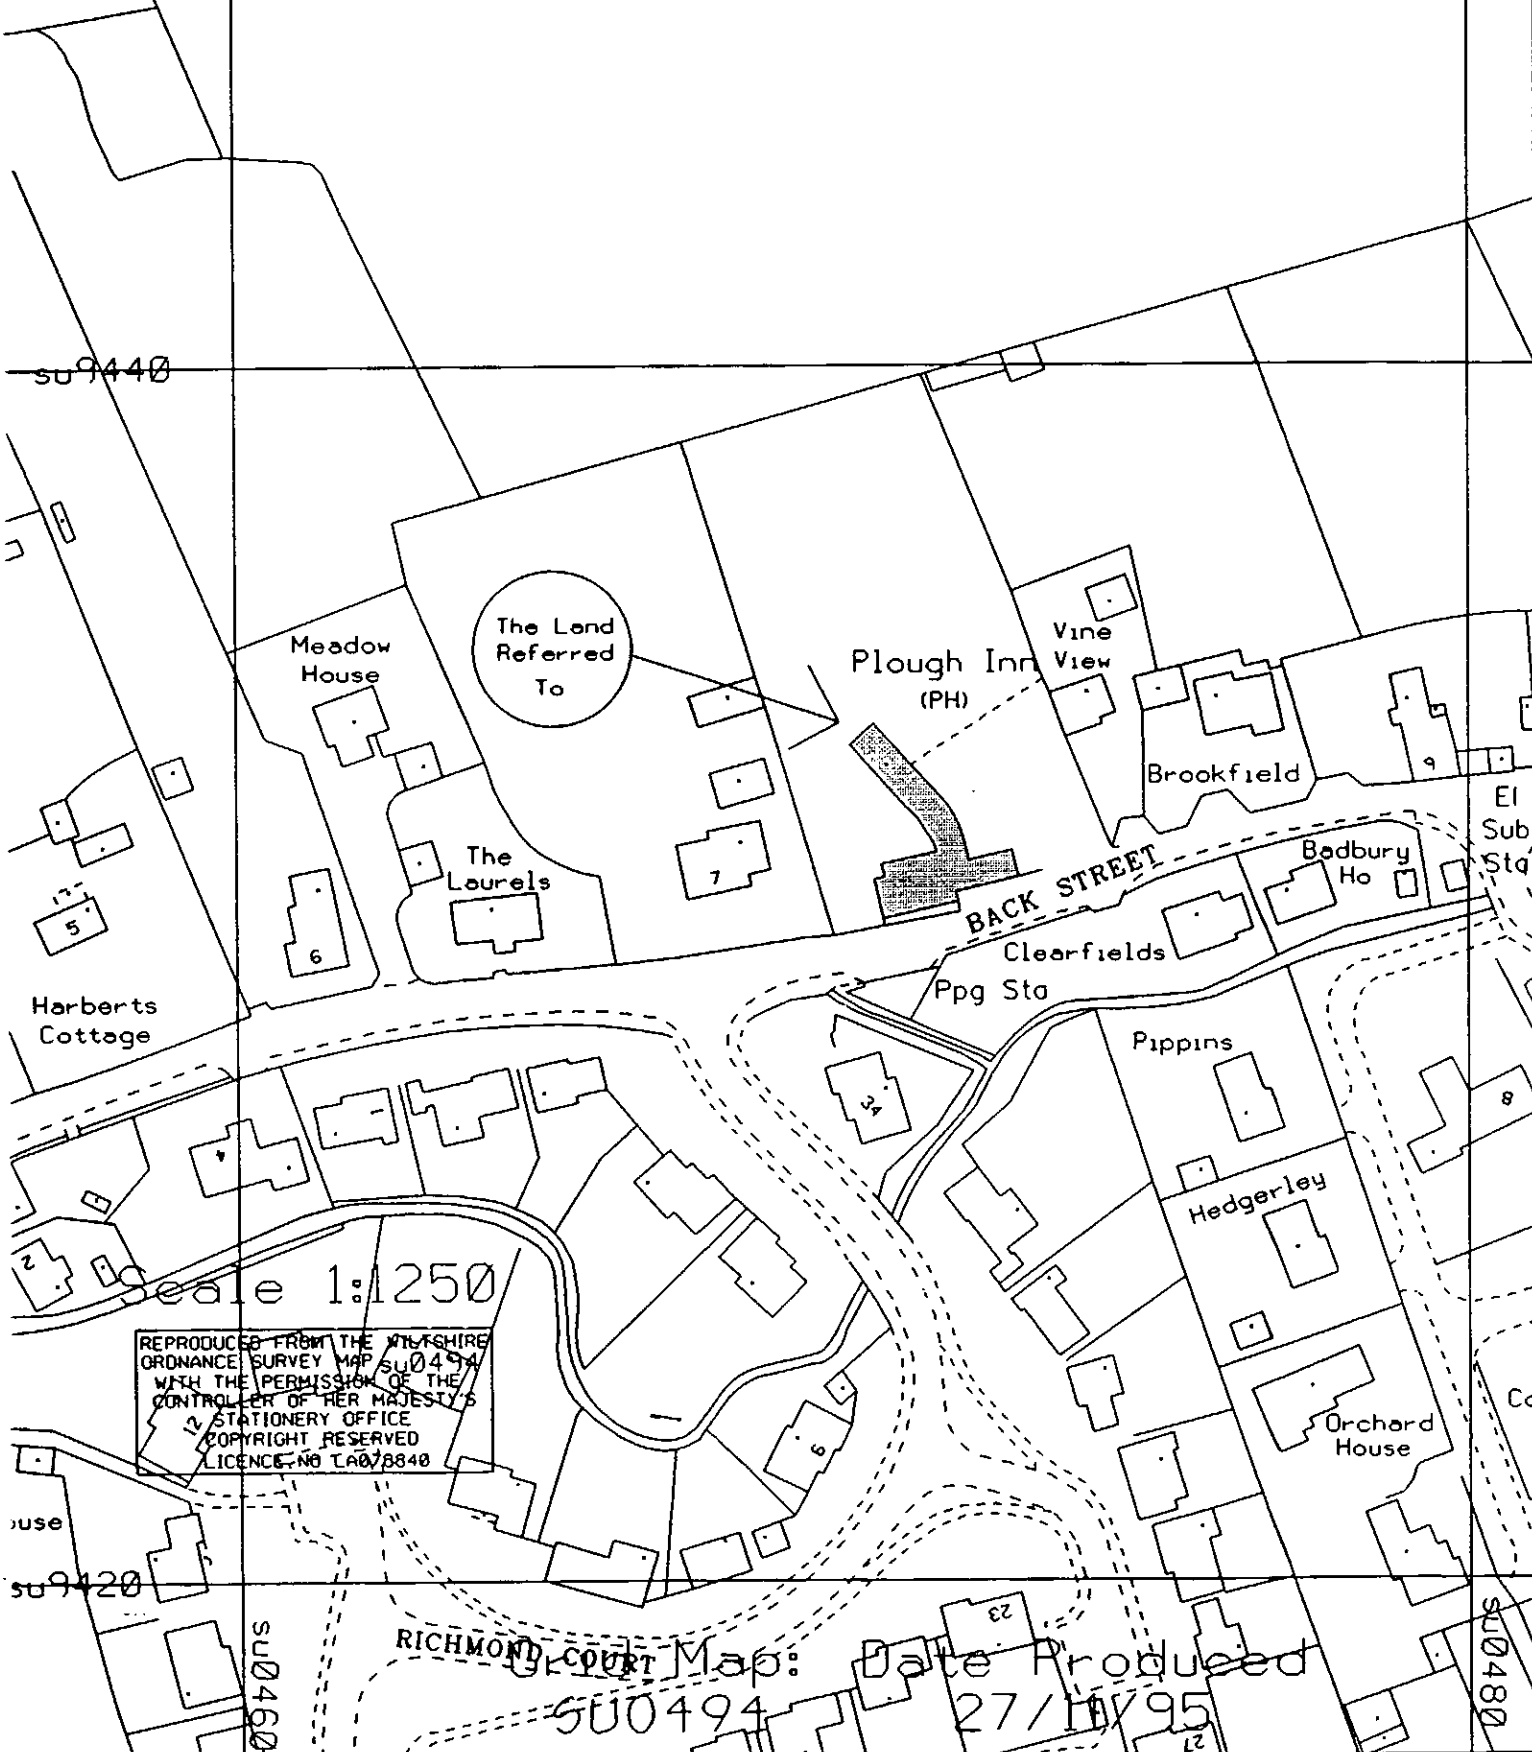 su9440
The Land
Referred
To
Meadow
House
Plough Inn
(PH)
Vine
View
Brookfield
9
El
Sub
Sta
Badbury
Ho
BACK STREET
The
Laurels
7
5
6
Clearfields
Ppg Sta
Harberts
Cottage
Pippins
34
8
4
Hedgerley
2
Scale 1:1250
REPRODUCED FROM THE WILTSHIRE
ORDNANCE SURVEY MAP su0494
WITH THE PERMISSION OF THE
CONTROLLER OF HER MAJESTY'S
STATIONERY OFFICE
COPYRIGHT RESERVED
LICENCE NO LA078840
12
Orchard
House
Co
use
su9420
23
RICHMOND COURT
Grid Map:
SU0494
Date Produced
27/11/95
27
su0460
su0480